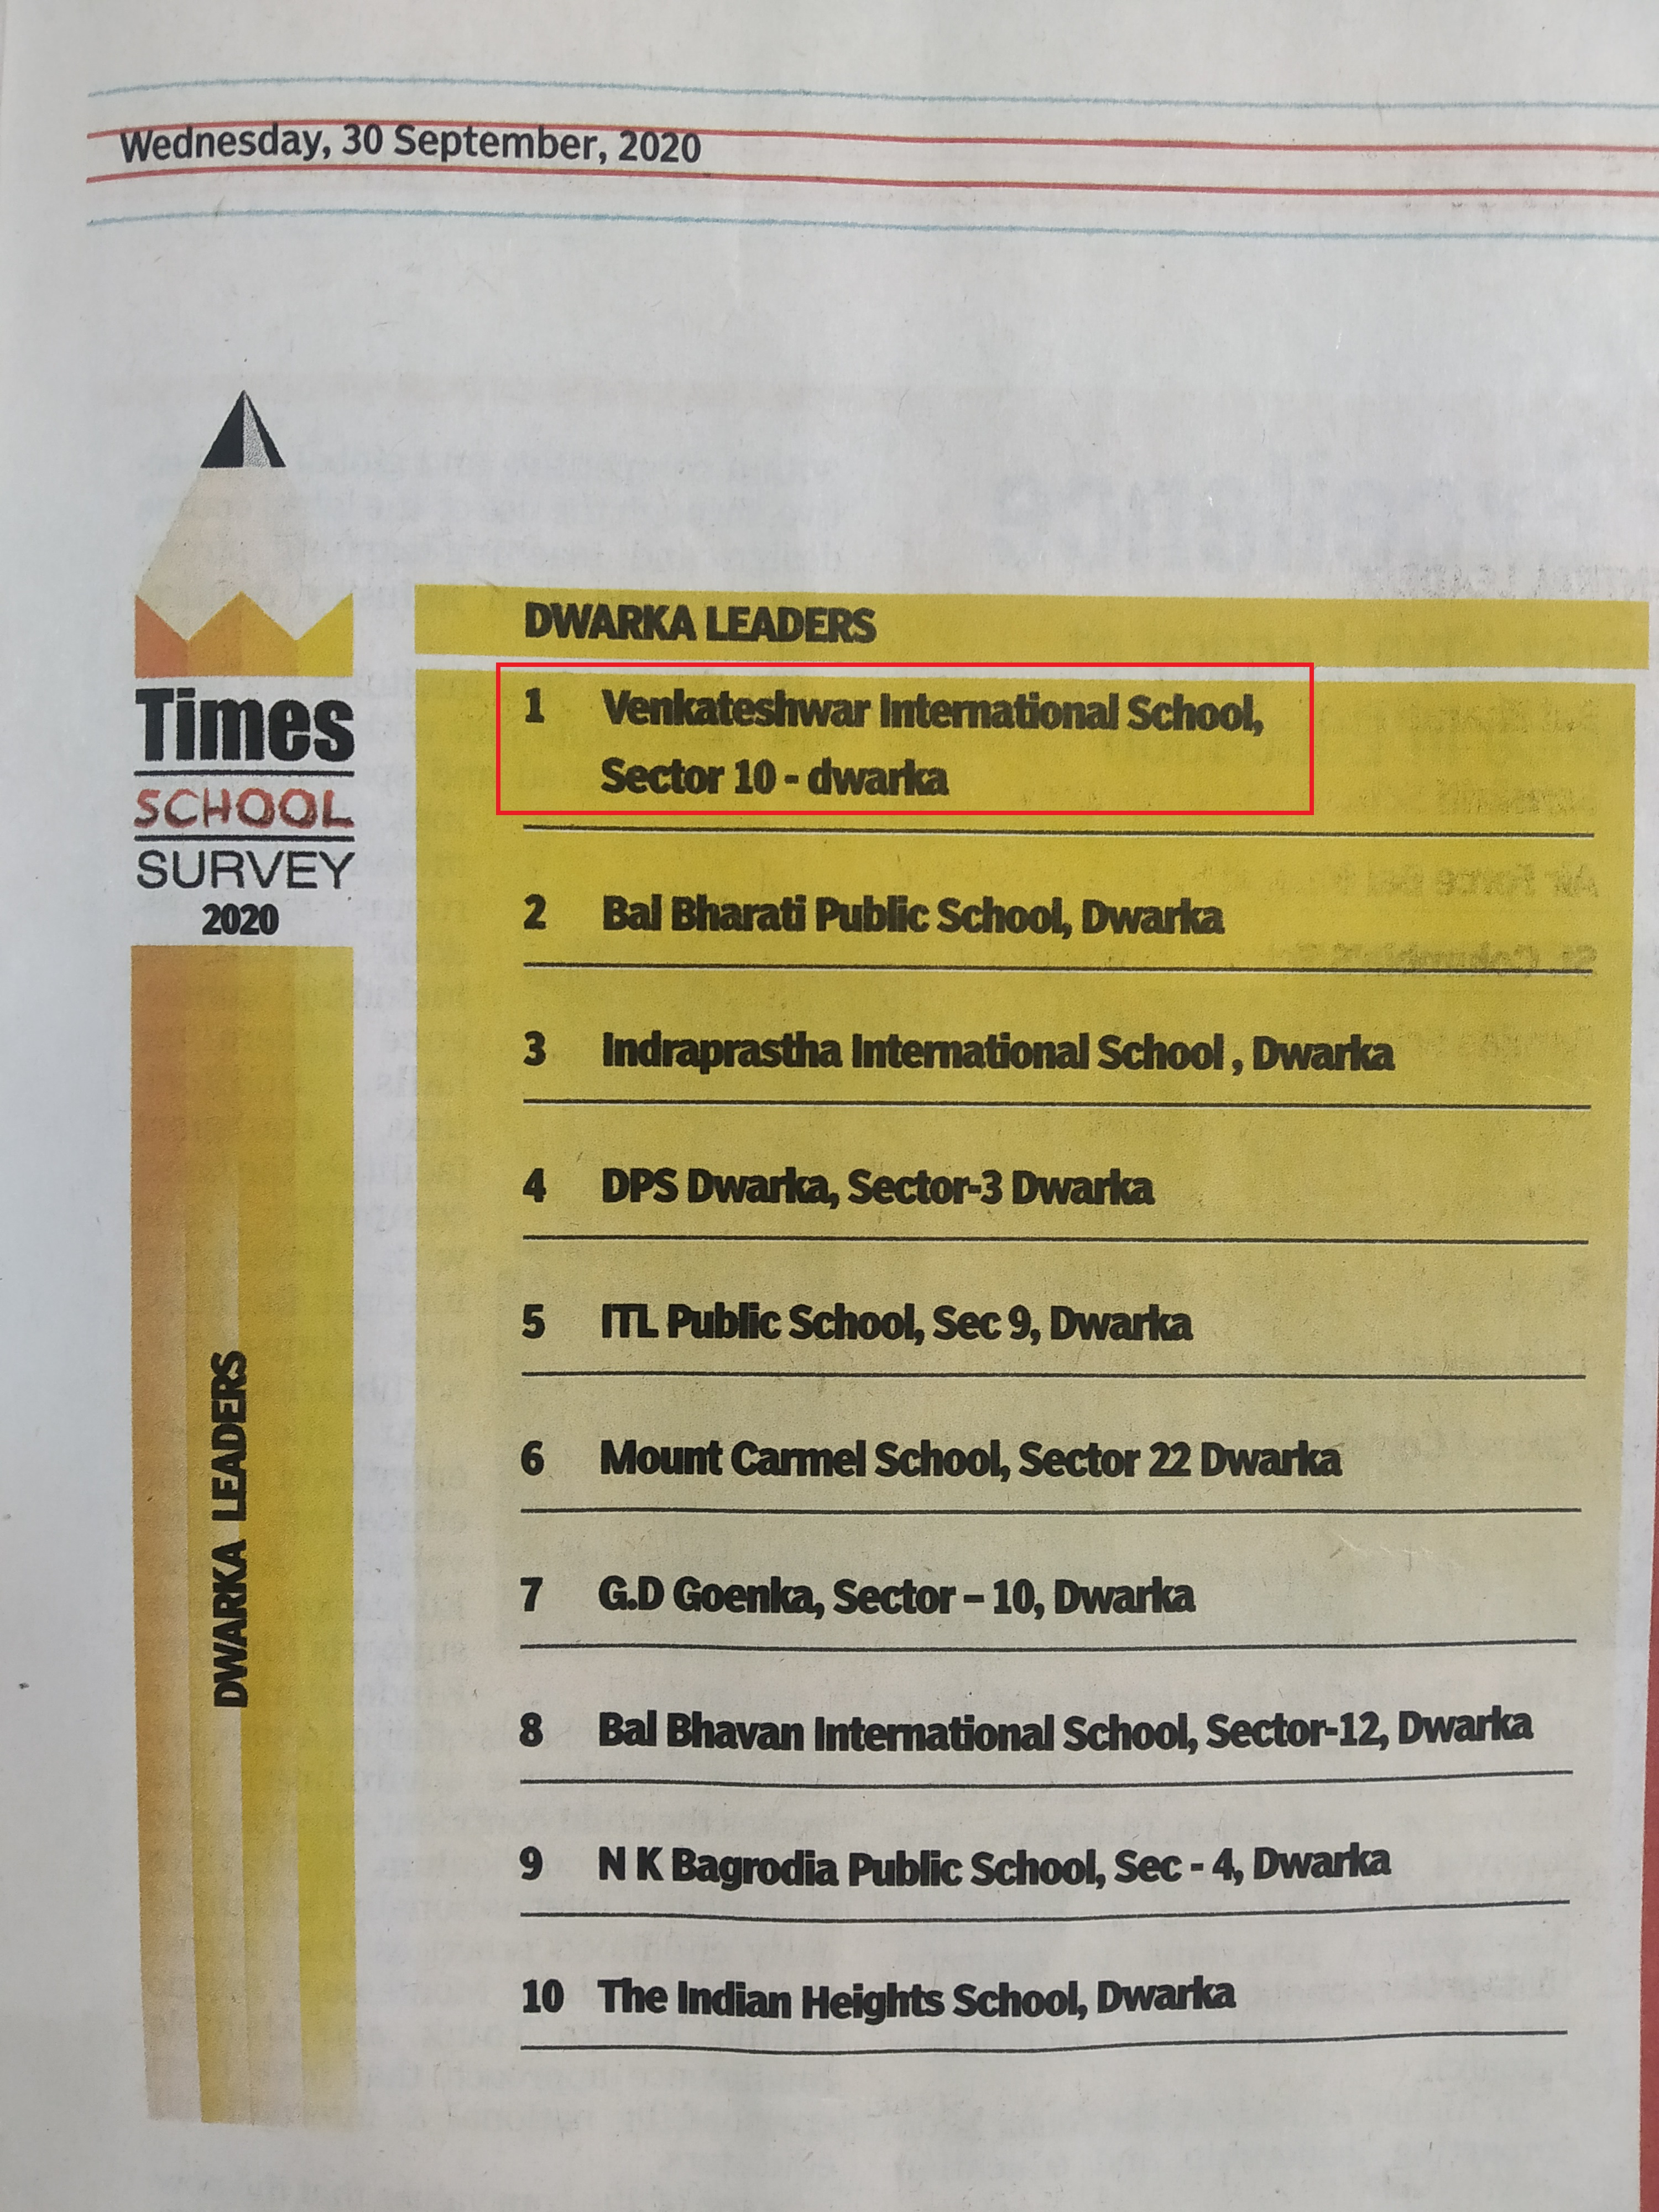 Wednesday, 30 September, 2020
Times
SCHOOL
SURVEY
2020
DWARKA LEADERS
DWARKA LEADERS
1 Venkateshwar International School,
Sector 10 - dwarka
2 Bal Bharati Public School, Dwarka
3 Indraprastha International School , Dwarka
4 DPS Dwarka, Sector-3 Dwarka
5 ITL Public School, Sec 9, Dwarka
6 Mount Carmel School, Sector 22 Dwarka
7 G.D Goenka, Sector – 10, Dwarka
8 Bal Bhavan International School, Sector-12, Dwarka
9 N K Bagrodia Public School, Sec - 4, Dwarka
10 The Indian Heights School, Dwarka